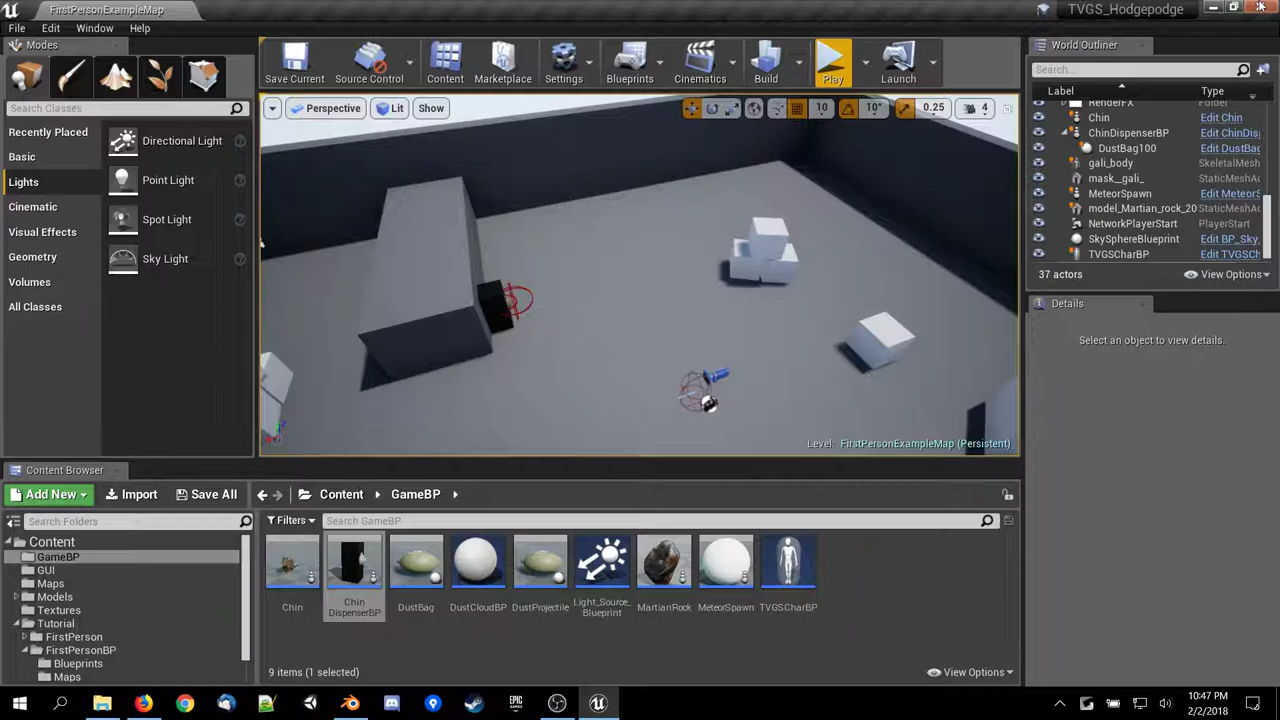 FirstPersonExampleMap
TVGS_Hodgepodge
File Edit Window Help
Modes
Search Classes
Recently Placed
Basic
Lights
Cinematic
Visual Effects
Geometry
Volumes
All Classes
Directional Light
Point Light
Spot Light
Sky Light
Save Current
Source Control
Content
Marketplace
Settings
Blueprints
Cinematics
Build
Play
Launch
Perspective Lit Show
10 10° 0.25 4
Level: FirstPersonExampleMap (Persistent)
World Outliner
Search...
Label Type
RenderFX Folder
Chin Edit Chin
ChinDispenserBP Edit ChinDis
DustBag100 Edit DustBag
gali_body SkeletalMesh
mask__gali_ StaticMeshA
MeteorSpawn Edit MeteorS
model_Martian_rock_20 StaticMeshA
NetworkPlayerStart PlayerStart
SkySphereBlueprint Edit BP_Sky
TVGSCharBP Edit TVGSCh
37 actors View Options
Details
Select an object to view details.
Content Browser
Add New Import Save All Content GameBP
Search Folders
Content
GameBP
GUI
Maps
Models
Textures
Tutorial
FirstPerson
FirstPersonBP
Blueprints
Maps
Filters Search GameBP
Chin
Chin DispenserBP
DustBag
DustCloudBP
DustProjectile
Light_Source_ Blueprint
MartianRock
MeteorSpawn
TVGSCharBP
9 items (1 selected) View Options
EPIC GAMES
10:47 PM
2/2/2018